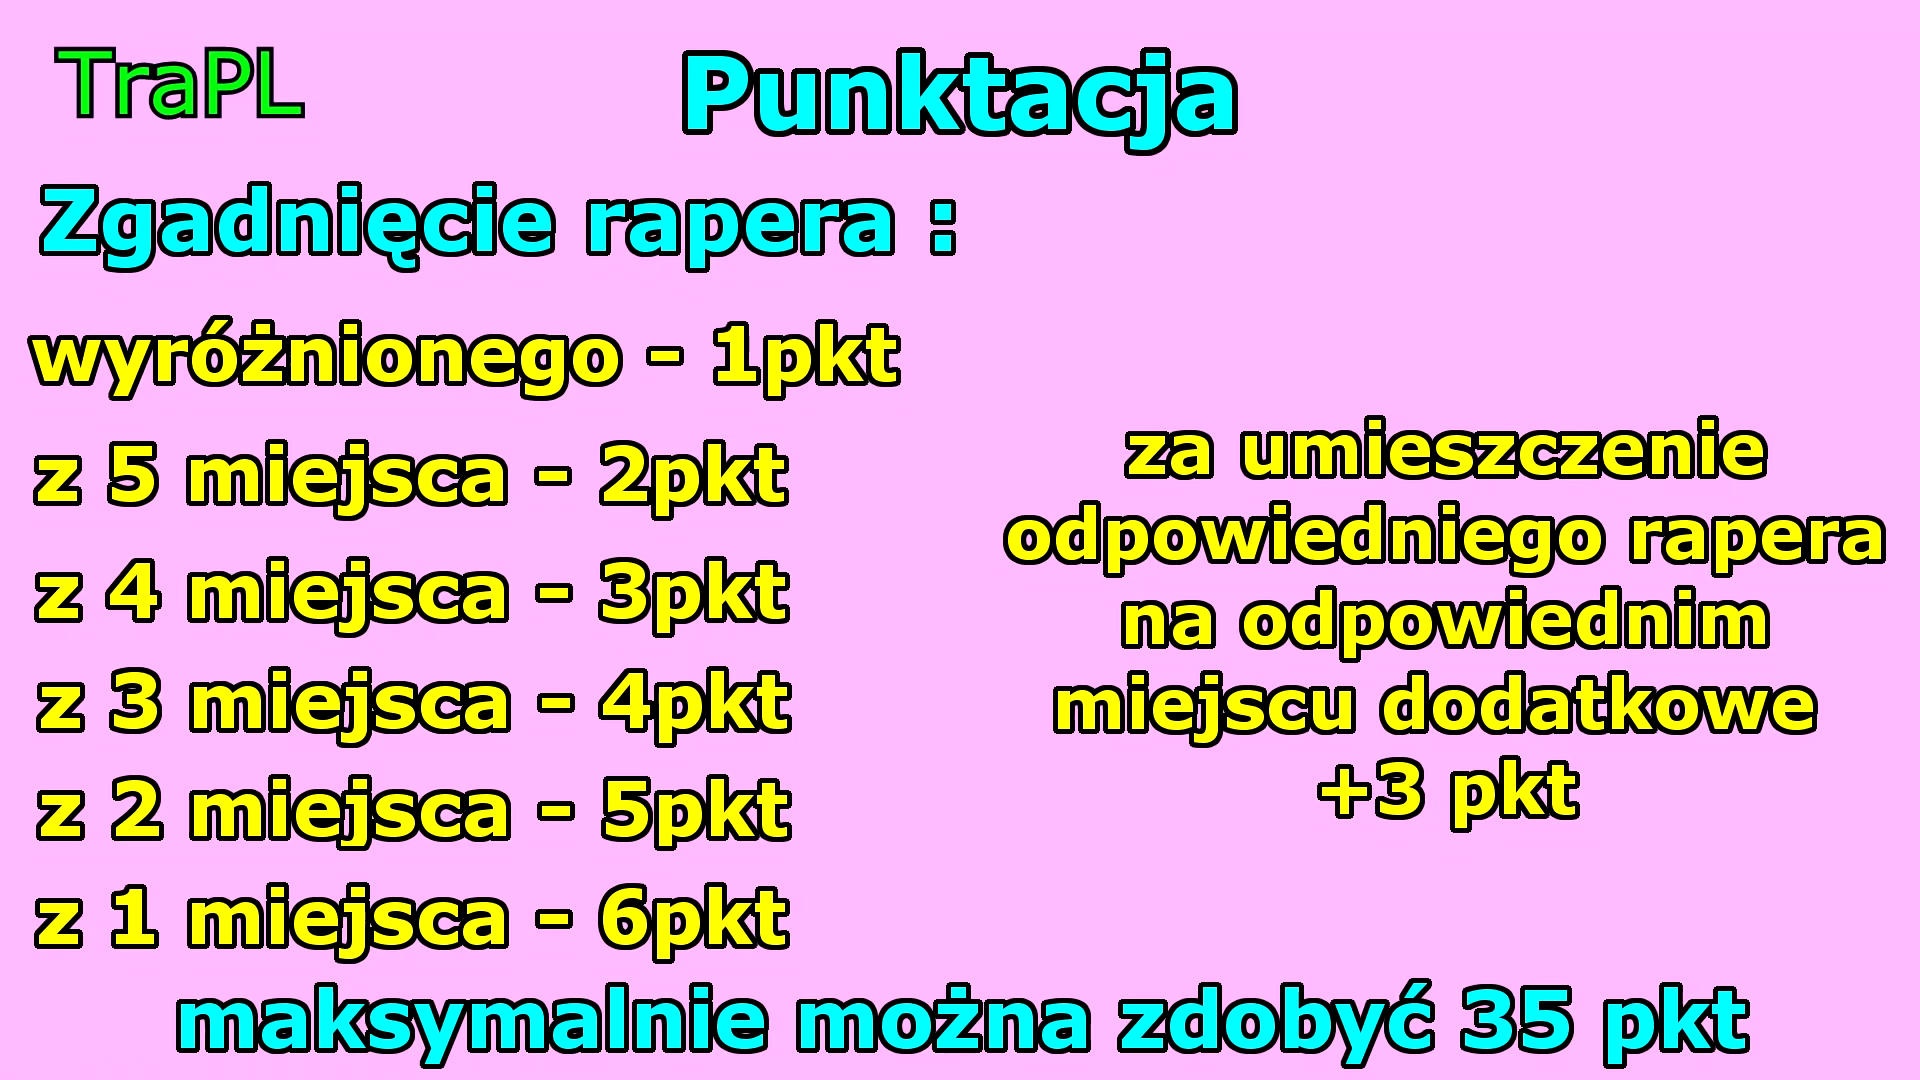 TraPL
Punktacja
Zgadnięcie rapera :
wyróżnionego - 1pkt
z 5 miejsca - 2pkt
z 4 miejsca - 3pkt
z 3 miejsca - 4pkt
z 2 miejsca - 5pkt
z 1 miejsca - 6pkt
za umieszczenie
odpowiedniego rapera
na odpowiednim
miejscu dodatkowe
+3 pkt
maksymalnie można zdobyć 35 pkt